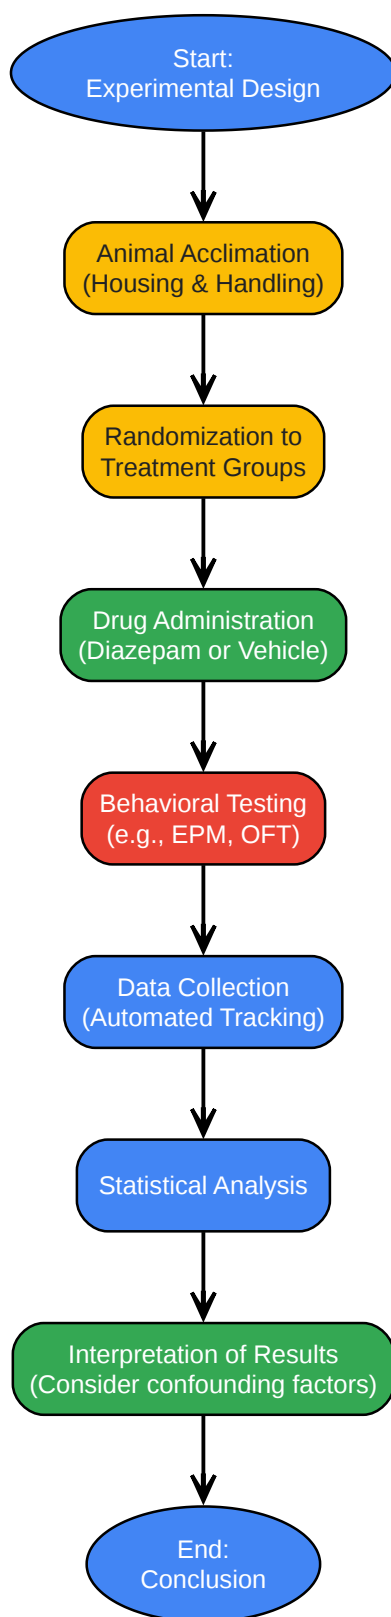 Start:
Experimental Design
Animal Acclimation
(Housing & Handling)
Randomization to
Treatment Groups
Drug Administration
(Diazepam or Vehicle)
Behavioral Testing
(e.g., EPM, OFT)
Data Collection
(Automated Tracking)
Statistical Analysis
Interpretation of Results
(Consider confounding factors)
End:
Conclusion